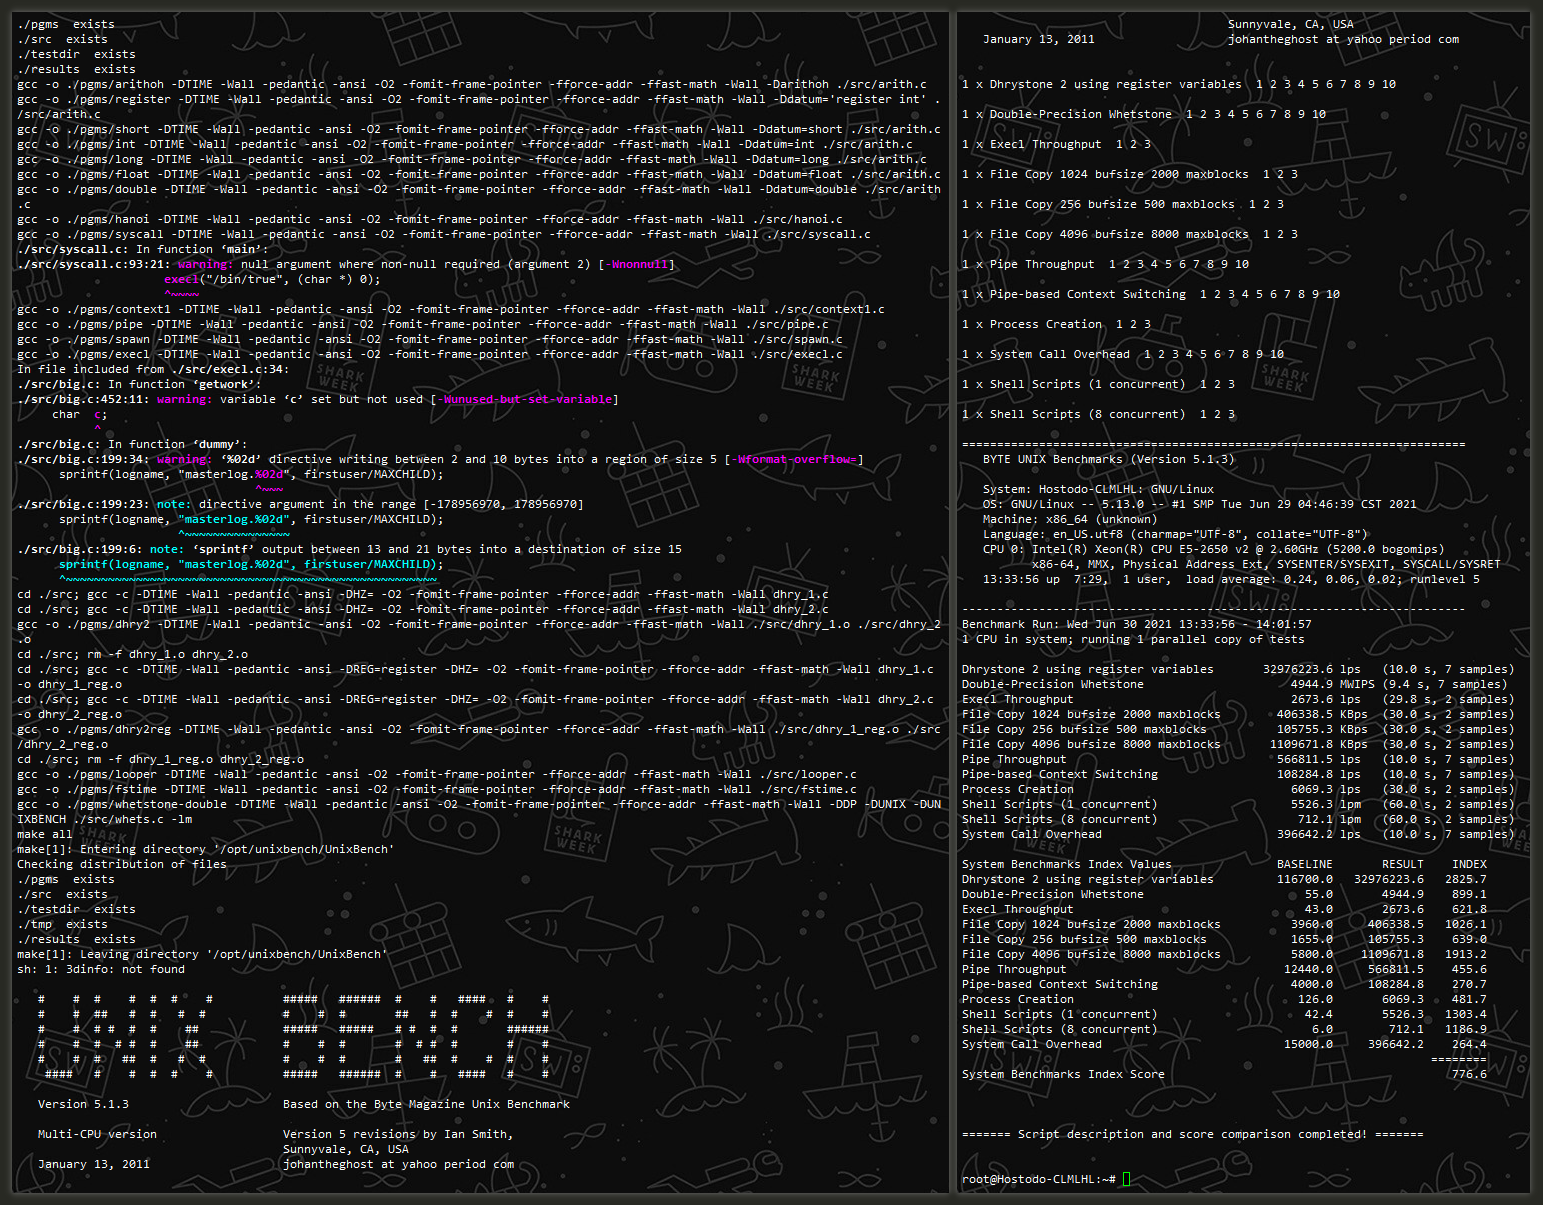 ./pgms  exists
./src  exists
./testdir  exists
./results  exists
gcc -o ./pgms/arithoh -DTIME -Wall -pedantic -ansi -O2 -fomit-frame-pointer -fforce-addr -ffast-math -Wall -Darithoh ./src/arith.c
gcc -o ./pgms/register -DTIME -Wall -pedantic -ansi -O2 -fomit-frame-pointer -fforce-addr -ffast-math -Wall -Ddatum='register int' .
/src/arith.c
gcc -o ./pgms/short -DTIME -Wall -pedantic -ansi -O2 -fomit-frame-pointer -fforce-addr -ffast-math -Wall -Ddatum=short ./src/arith.c
gcc -o ./pgms/int -DTIME -Wall -pedantic -ansi -O2 -fomit-frame-pointer -fforce-addr -ffast-math -Wall -Ddatum=int ./src/arith.c
gcc -o ./pgms/long -DTIME -Wall -pedantic -ansi -O2 -fomit-frame-pointer -fforce-addr -ffast-math -Wall -Ddatum=long ./src/arith.c
gcc -o ./pgms/float -DTIME -Wall -pedantic -ansi -O2 -fomit-frame-pointer -fforce-addr -ffast-math -Wall -Ddatum=float ./src/arith.c
gcc -o ./pgms/double -DTIME -Wall -pedantic -ansi -O2 -fomit-frame-pointer -fforce-addr -ffast-math -Wall -Ddatum=double ./src/arith
.c
gcc -o ./pgms/hanoi -DTIME -Wall -pedantic -ansi -O2 -fomit-frame-pointer -fforce-addr -ffast-math -Wall ./src/hanoi.c
gcc -o ./pgms/syscall -DTIME -Wall -pedantic -ansi -O2 -fomit-frame-pointer -fforce-addr -ffast-math -Wall ./src/syscall.c
./src/syscall.c: In function ‘main’:
./src/syscall.c:93:21: warning: null argument where non-null required (argument 2) [-Wnonnull]
execl("/bin/true", (char *) 0);
^~~~~
gcc -o ./pgms/context1 -DTIME -Wall -pedantic -ansi -O2 -fomit-frame-pointer -fforce-addr -ffast-math -Wall ./src/context1.c
gcc -o ./pgms/pipe -DTIME -Wall -pedantic -ansi -O2 -fomit-frame-pointer -fforce-addr -ffast-math -Wall ./src/pipe.c
gcc -o ./pgms/spawn -DTIME -Wall -pedantic -ansi -O2 -fomit-frame-pointer -fforce-addr -ffast-math -Wall ./src/spawn.c
gcc -o ./pgms/execl -DTIME -Wall -pedantic -ansi -O2 -fomit-frame-pointer -fforce-addr -ffast-math -Wall ./src/execl.c
In file included from ./src/execl.c:34:
./src/big.c: In function ‘getwork’:
./src/big.c:452:11: warning: variable ‘c’ set but not used [-Wunused-but-set-variable]
char  c;
^
./src/big.c: In function ‘dummy’:
./src/big.c:199:34: warning: ‘%02d’ directive writing between 2 and 10 bytes into a region of size 5 [-Wformat-overflow=]
sprintf(logname, "masterlog.%02d", firstuser/MAXCHILD);
^~~~
./src/big.c:199:23: note: directive argument in the range [-178956970, 178956970]
sprintf(logname, "masterlog.%02d", firstuser/MAXCHILD);
^~~~~~~~~~~~~~~~
./src/big.c:199:6: note: ‘sprintf’ output between 13 and 21 bytes into a destination of size 15
sprintf(logname, "masterlog.%02d", firstuser/MAXCHILD);
^~~~~~~~~~~~~~~~~~~~~~~~~~~~~~~~~~~~~~~~~~~~~~~~~~~~~~
cd ./src; gcc -c -DTIME -Wall -pedantic -ansi -DHZ= -O2 -fomit-frame-pointer -fforce-addr -ffast-math -Wall dhry_1.c
cd ./src; gcc -c -DTIME -Wall -pedantic -ansi -DHZ= -O2 -fomit-frame-pointer -fforce-addr -ffast-math -Wall dhry_2.c
gcc -o ./pgms/dhry2 -DTIME -Wall -pedantic -ansi -O2 -fomit-frame-pointer -fforce-addr -ffast-math -Wall ./src/dhry_1.o ./src/dhry_2
.o
cd ./src; rm -f dhry_1.o dhry_2.o
cd ./src; gcc -c -DTIME -Wall -pedantic -ansi -DREG=register -DHZ= -O2 -fomit-frame-pointer -fforce-addr -ffast-math -Wall dhry_1.c
-o dhry_1_reg.o
cd ./src; gcc -c -DTIME -Wall -pedantic -ansi -DREG=register -DHZ= -O2 -fomit-frame-pointer -fforce-addr -ffast-math -Wall dhry_2.c
-o dhry_2_reg.o
gcc -o ./pgms/dhry2reg -DTIME -Wall -pedantic -ansi -O2 -fomit-frame-pointer -fforce-addr -ffast-math -Wall ./src/dhry_1_reg.o ./src
/dhry_2_reg.o
cd ./src; rm -f dhry_1_reg.o dhry_2_reg.o
gcc -o ./pgms/looper -DTIME -Wall -pedantic -ansi -O2 -fomit-frame-pointer -fforce-addr -ffast-math -Wall ./src/looper.c
gcc -o ./pgms/fstime -DTIME -Wall -pedantic -ansi -O2 -fomit-frame-pointer -fforce-addr -ffast-math -Wall ./src/fstime.c
gcc -o ./pgms/whetstone-double -DTIME -Wall -pedantic -ansi -O2 -fomit-frame-pointer -fforce-addr -ffast-math -Wall -DDP -DUNIX -DUN
IXBENCH ./src/whets.c -lm
make all
make[1]: Entering directory '/opt/unixbench/UnixBench'
Checking distribution of files
./pgms  exists
./src  exists
./testdir  exists
./tmp  exists
./results  exists
make[1]: Leaving directory '/opt/unixbench/UnixBench'
sh: 1: 3dinfo: not found
UNIX BENCH
Version 5.1.3                      Based on the Byte Magazine Unix Benchmark
Multi-CPU version                  Version 5 revisions by Ian Smith,
Sunnyvale, CA, USA
January 13, 2011                   johantheghost at yahoo period com
Sunnyvale, CA, USA
January 13, 2011                   johantheghost at yahoo period com
1 x Dhrystone 2 using register variables  1 2 3 4 5 6 7 8 9 10
1 x Double-Precision Whetstone  1 2 3 4 5 6 7 8 9 10
1 x Execl Throughput  1 2 3
1 x File Copy 1024 bufsize 2000 maxblocks  1 2 3
1 x File Copy 256 bufsize 500 maxblocks  1 2 3
1 x File Copy 4096 bufsize 8000 maxblocks  1 2 3
1 x Pipe Throughput  1 2 3 4 5 6 7 8 9 10
1 x Pipe-based Context Switching  1 2 3 4 5 6 7 8 9 10
1 x Process Creation  1 2 3
1 x System Call Overhead  1 2 3 4 5 6 7 8 9 10
1 x Shell Scripts (1 concurrent)  1 2 3
1 x Shell Scripts (8 concurrent)  1 2 3
========================================================================
BYTE UNIX Benchmarks (Version 5.1.3)
System: Hostodo-CLMLHL: GNU/Linux
OS: GNU/Linux -- 5.13.0 -- #1 SMP Tue Jun 29 04:46:39 CST 2021
Machine: x86_64 (unknown)
Language: en_US.utf8 (charmap="UTF-8", collate="UTF-8")
CPU 0: Intel(R) Xeon(R) CPU E5-2650 v2 @ 2.60GHz (5200.0 bogomips)
x86-64, MMX, Physical Address Ext, SYSENTER/SYSEXIT, SYSCALL/SYSRET
13:33:56 up  7:29,  1 user,  load average: 0.24, 0.06, 0.02; runlevel 5
------------------------------------------------------------------------
Benchmark Run: Wed Jun 30 2021 13:33:56 - 14:01:57
1 CPU in system; running 1 parallel copy of tests
Dhrystone 2 using register variables       32976223.6 lps   (10.0 s, 7 samples)
Double-Precision Whetstone                     4944.9 MWIPS (9.4 s, 7 samples)
Execl Throughput                               2673.6 lps   (29.8 s, 2 samples)
File Copy 1024 bufsize 2000 maxblocks        406338.5 KBps  (30.0 s, 2 samples)
File Copy 256 bufsize 500 maxblocks          105755.3 KBps  (30.0 s, 2 samples)
File Copy 4096 bufsize 8000 maxblocks       1109671.8 KBps  (30.0 s, 2 samples)
Pipe Throughput                              566811.5 lps   (10.0 s, 7 samples)
Pipe-based Context Switching                 108284.8 lps   (10.0 s, 7 samples)
Process Creation                               6069.3 lps   (30.0 s, 2 samples)
Shell Scripts (1 concurrent)                   5526.3 lpm   (60.0 s, 2 samples)
Shell Scripts (8 concurrent)                    712.1 lpm   (60.0 s, 2 samples)
System Call Overhead                         396642.2 lps   (10.0 s, 7 samples)
System Benchmarks Index Values               BASELINE       RESULT    INDEX
Dhrystone 2 using register variables         116700.0   32976223.6   2825.7
Double-Precision Whetstone                       55.0       4944.9    899.1
Execl Throughput                                 43.0       2673.6    621.8
File Copy 1024 bufsize 2000 maxblocks          3960.0     406338.5   1026.1
File Copy 256 bufsize 500 maxblocks            1655.0     105755.3    639.0
File Copy 4096 bufsize 8000 maxblocks          5800.0    1109671.8   1913.2
Pipe Throughput                               12440.0     566811.5    455.6
Pipe-based Context Switching                   4000.0     108284.8    270.7
Process Creation                                126.0       6069.3    481.7
Shell Scripts (1 concurrent)                     42.4       5526.3   1303.4
Shell Scripts (8 concurrent)                      6.0        712.1   1186.9
System Call Overhead                          15000.0     396642.2    264.4
========
System Benchmarks Index Score                                         776.6
======= Script description and score comparison completed! =======
root@Hostodo-CLMLHL:~#